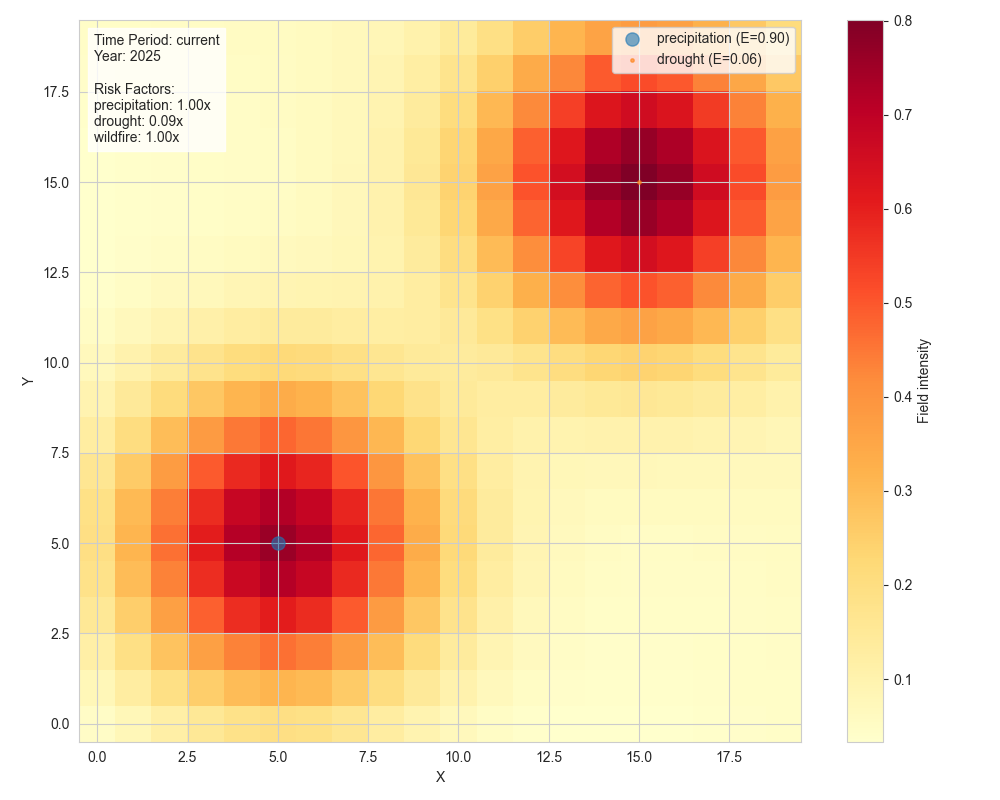 Time Period: current
Year: 2025
Risk Factors:
precipitation: 1.00x
drought: 0.09x
wildfire: 1.00x
precipitation (E=0.90)
drought (E=0.06)
17.5
15.0
12.5
10.0
7.5
5.0
2.5
0.0
Y
0.0 2.5 5.0 7.5 10.0 12.5 15.0 17.5
X
0.8
0.7
0.6
0.5
0.4
0.3
0.2
0.1
Field intensity